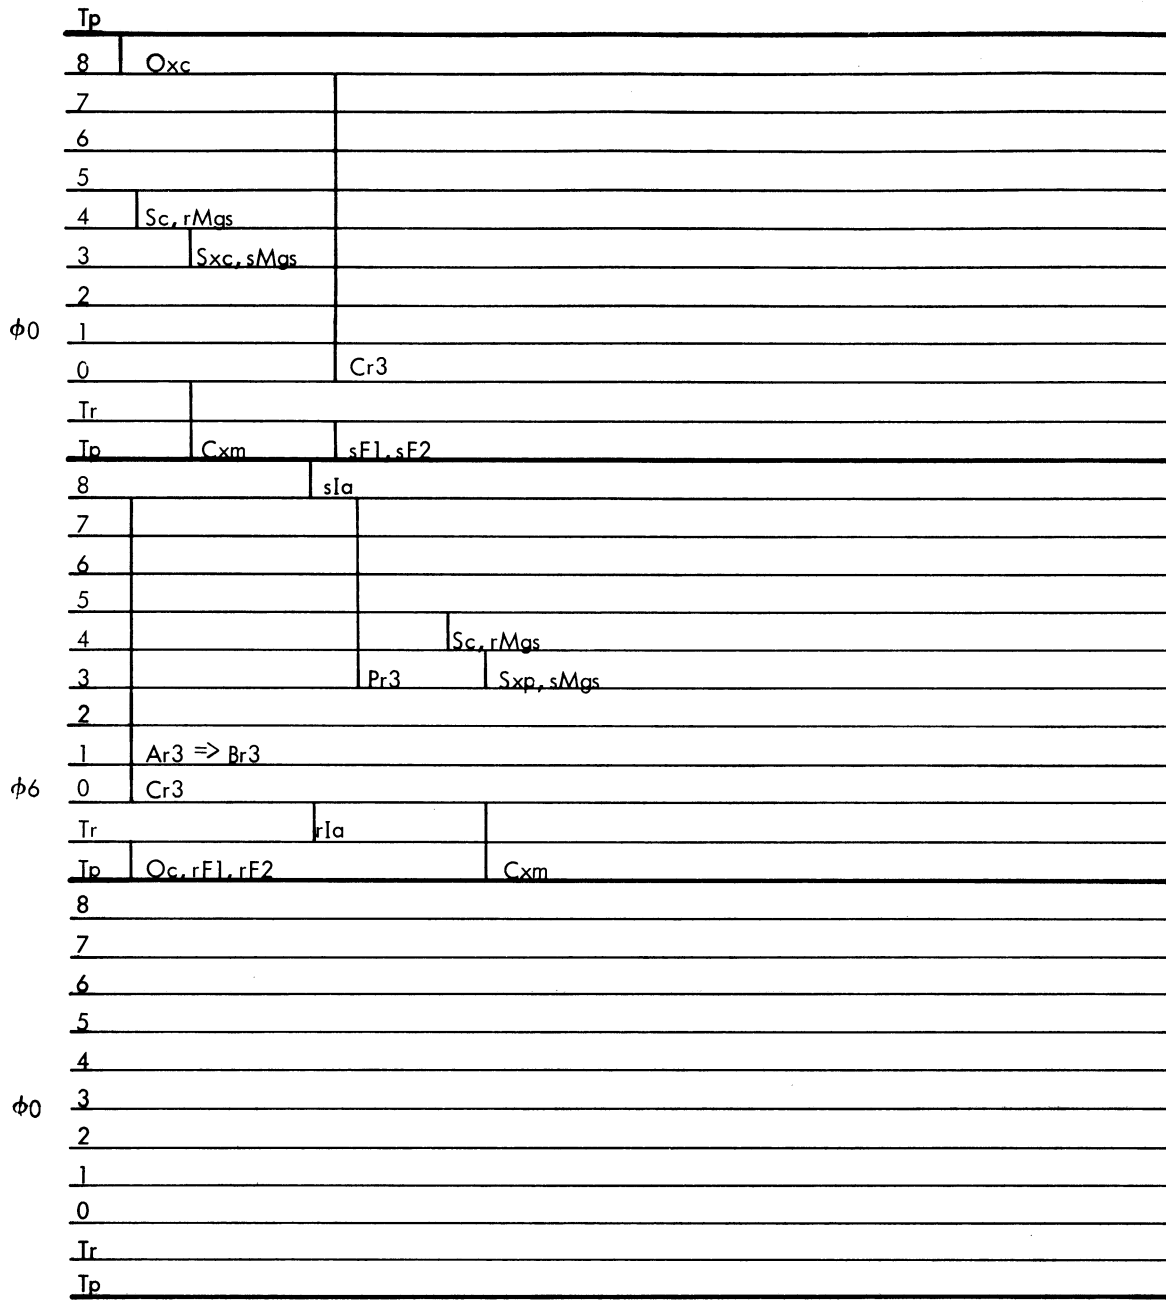 Tp
8 Oxc
7
6
5
4 Sc, rMgs
3 Sxc, sMgs
2
ϕ0 1
0 Cr3
Tr
Tp Cxm sF1, sF2
8 sIa
7
6
5
4 Sc, rMgs
3 Pr3 Sxp, sMgs
2
1 Ar3 => Br3
ϕ6 0 Cr3
Tr rIa
Tp Oc, rF1, rF2 Cxm
8
7
6
5
4
ϕ0 3
2
1
0
Tr
Tp